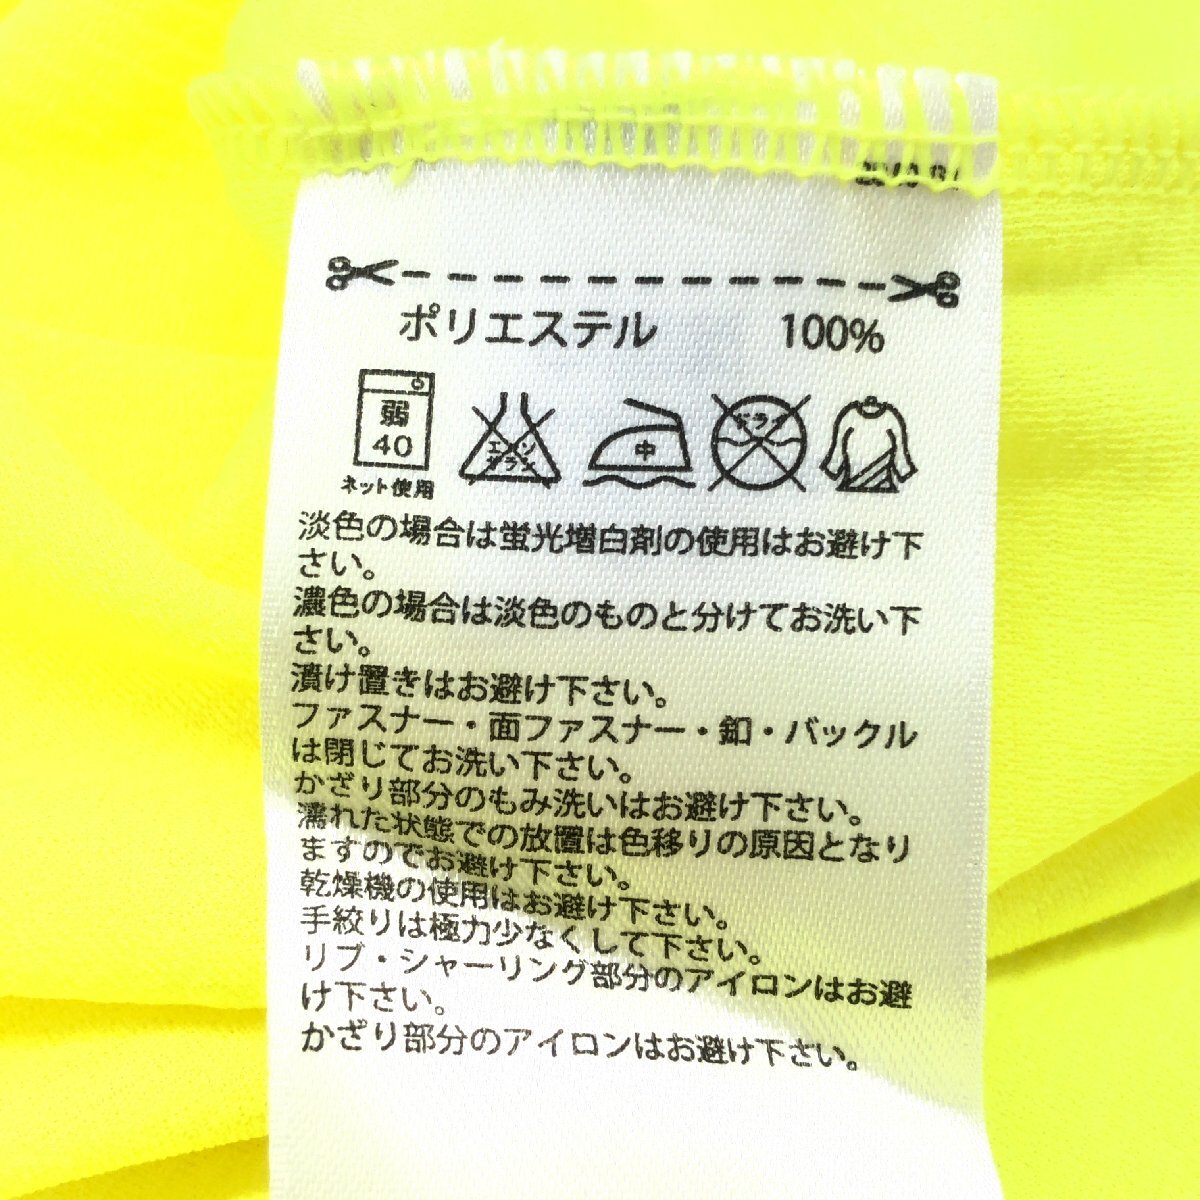 ポリエステル 100%
弱
40
ネット使用
エンソ
サラシ
中
ドライ
淡色の場合は蛍光増白剤の使用はお避け下
さい。
濃色の場合は淡色のものと分けてお洗い下
さい。
漬け置きはお避け下さい。
ファスナー・面ファスナー・釦・バックル
は閉じてお洗い下さい。
かざり部分のもみ洗いはお避け下さい。
濡れた状態での放置は色移りの原因となり
ますのでお避け下さい。
乾燥機の使用はお避け下さい。
手絞りは極力少なくして下さい。
リブ・シャーリング部分のアイロンはお避
け下さい。
かざり部分のアイロンはお避け下さい。